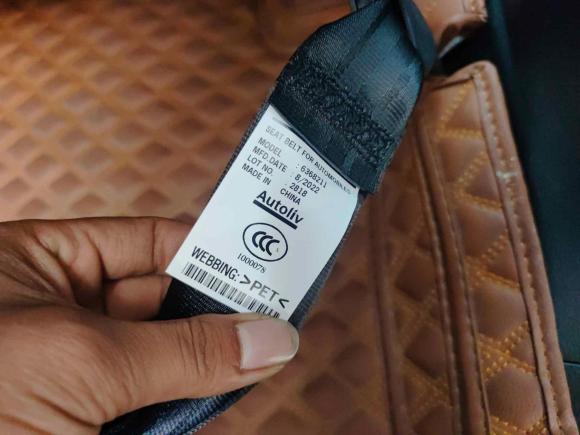 SEAT BELT FOR AUTOMOBILES
MODEL : 6368211
MFD.DATE : 8/2022
LOT NO. : 2818
MADE IN CHINA
Autoliv
CCC
1000078
WEBBING:>PET<